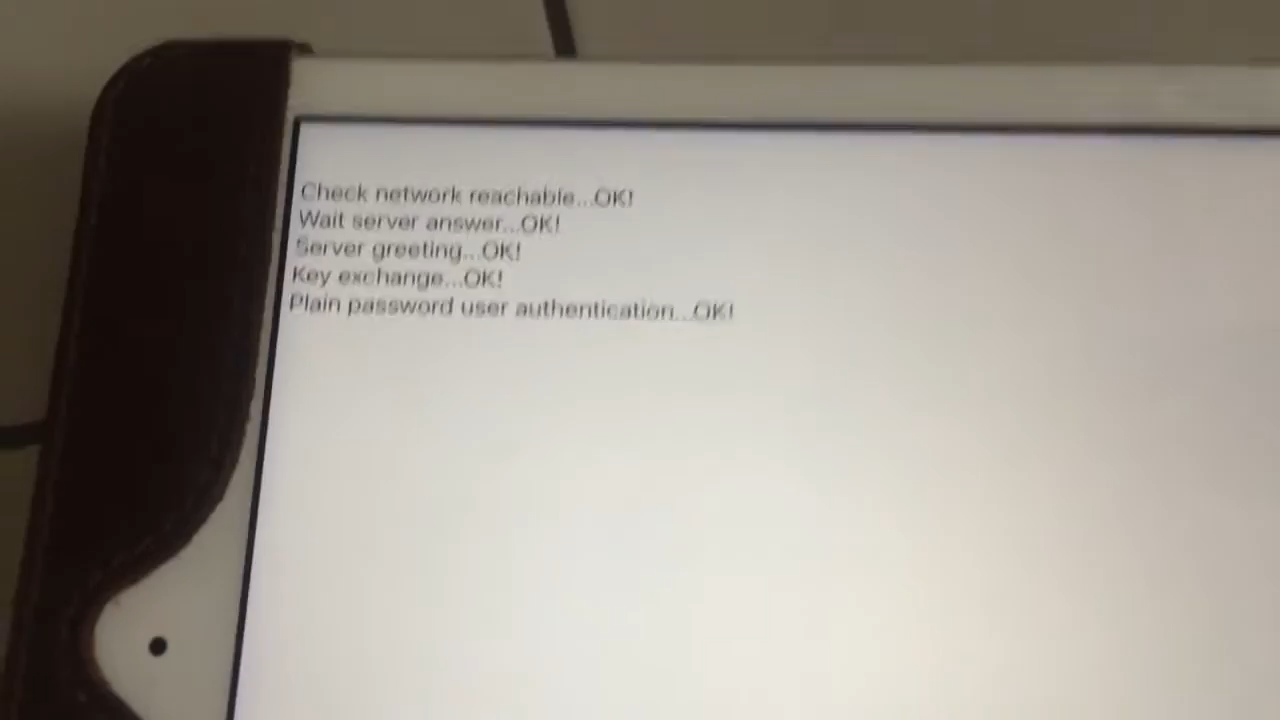 Check network reachable...OK!
Wait server answer...OK!
Server greeting...OK!
Key exchange...OK!
Plain password user authentication...OK!